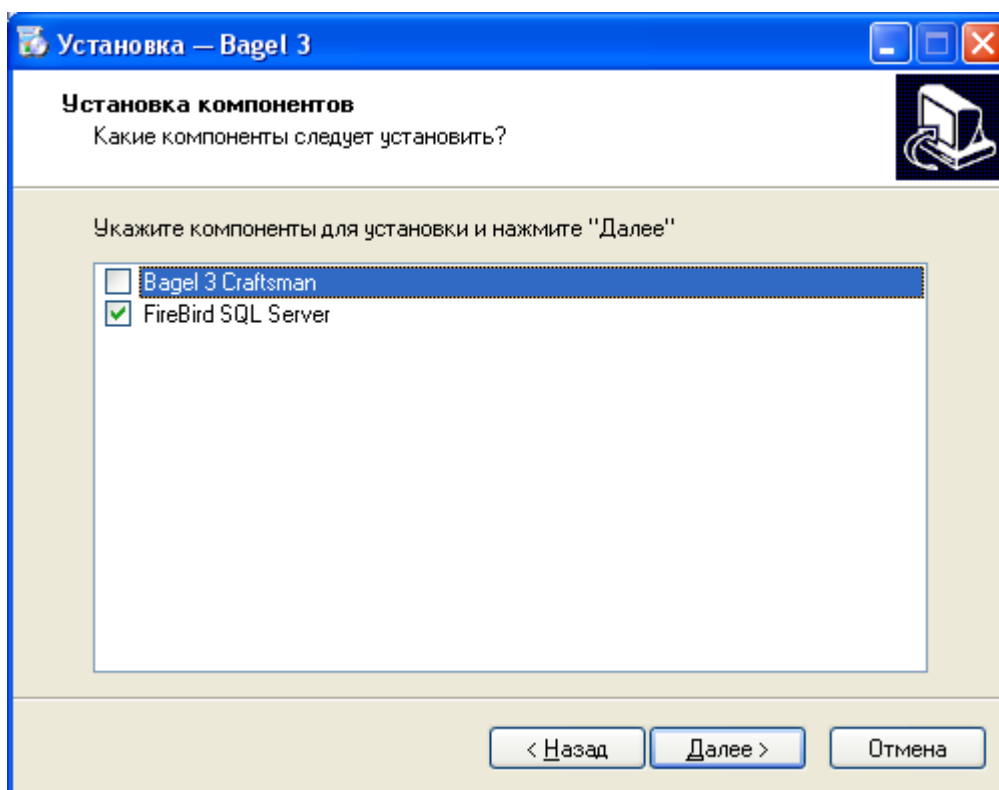 Установка — Bagel 3
Установка компонентов
Какие компоненты следует установить?
Укажите компоненты для установки и нажмите "Далее"
Bagel 3 Craftsman
FireBird SQL Server
< Назад
Далее >
Отмена